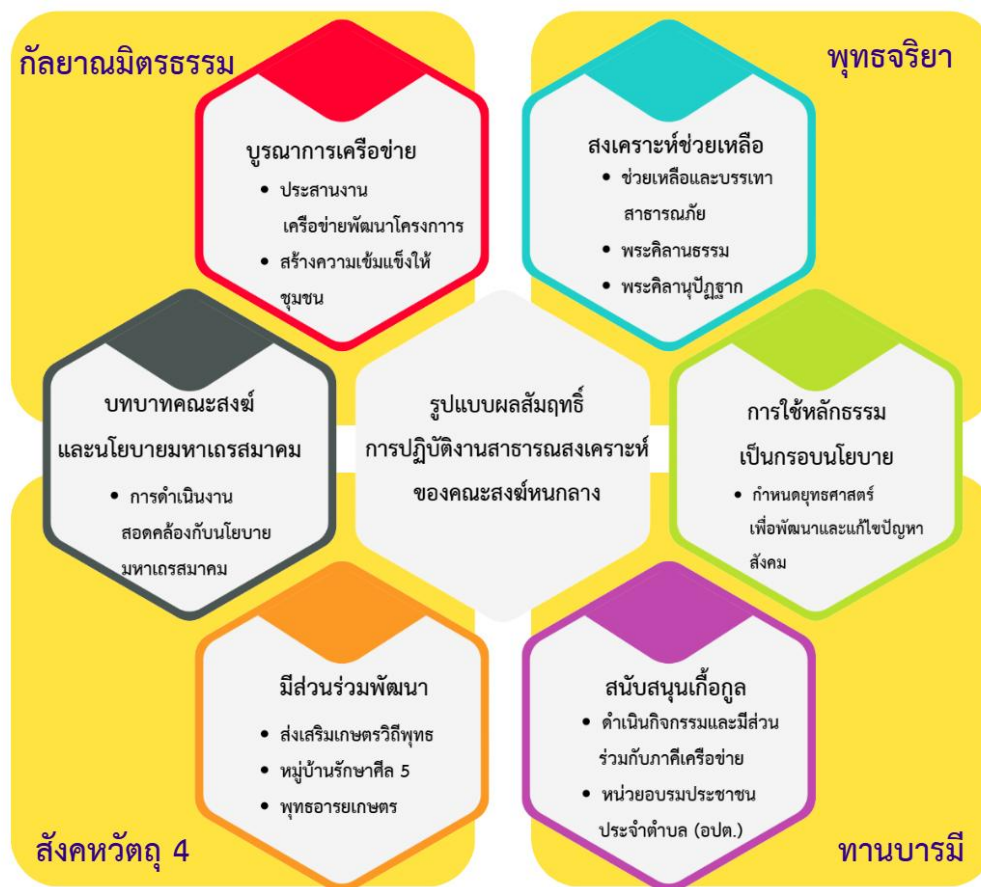 กัลยาณมิตรธรรม
พุทธจริยา
บูรณาการเครือข่าย
• ประสานงาน
เครือข่ายพัฒนาโครงกาาร
• สร้างความเข้มแข็งให้
ชุมชน
สงเคราะห์ช่วยเหลือ
• ช่วยเหลือและบรรเทา
สาธารณภัย
• พระคิลานธรรม
• พระคิลานุปัฏฐาก
บทบาทคณะสงฆ์
และนโยบายมหาเถรสมาคม
• การดำเนินงาน
สอดคล้องกับนโยบาย
มหาเถรสมาคม
รูปแบบผลสัมฤทธิ์
การปฏิบัติงานสาธารณสงเคราะห์
ของคณะสงฆ์หนกลาง
การใช้หลักธรรม
เป็นกรอบนโยบาย
• กำหนดยุทธศาสตร์
เพื่อพัฒนาและแก้ไขปัญหา
สังคม
มีส่วนร่วมพัฒนา
• ส่งเสริมเกษตรวิถีพุทธ
• หมู่บ้านรักษาศีล 5
• พุทธอารยเกษตร
สนับสนุนเกื้อกูล
• ดำเนินกิจกรรมและมีส่วน
ร่วมกับภาคีเครือข่าย
• หน่วยอบรมประชาชน
ประจำตำบล (อปต.)
สังคหวัตถุ 4
ทานบารมี